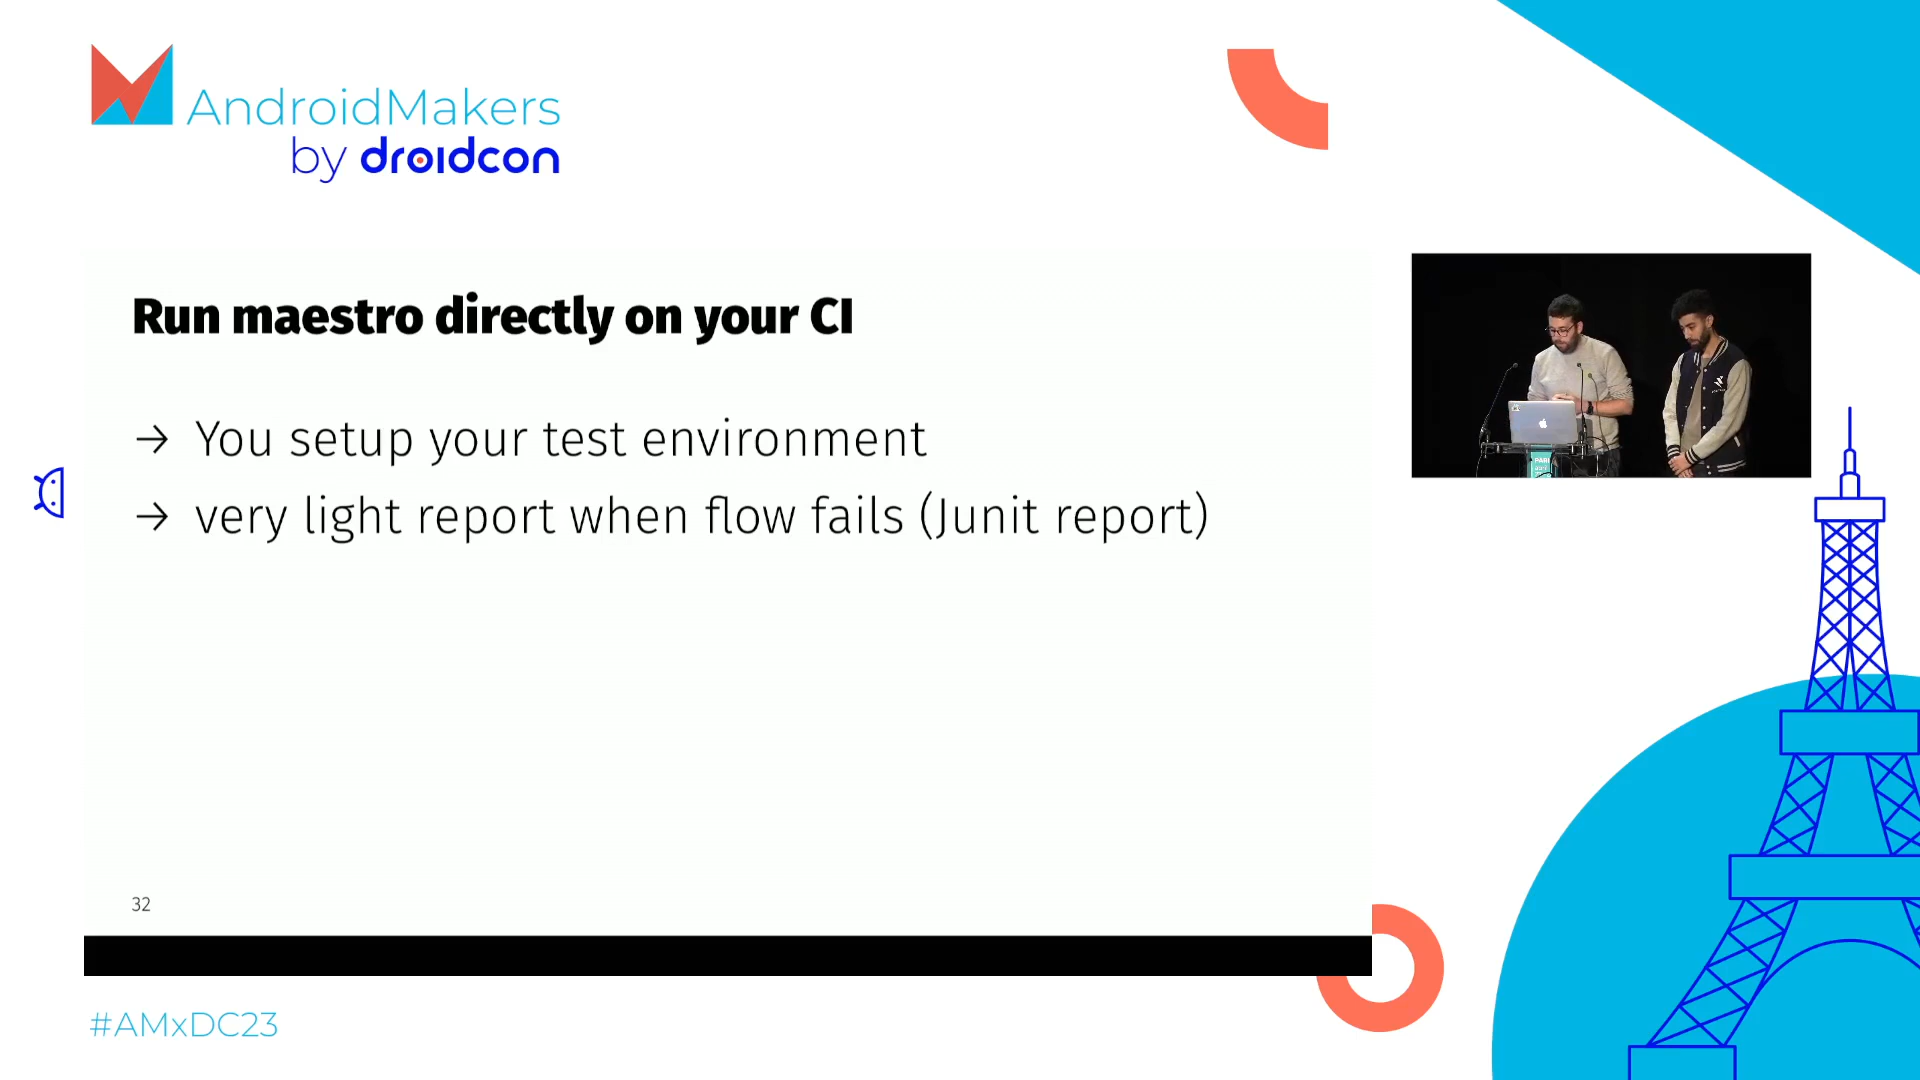 AndroidMakers
by droidcon
Run maestro directly on your CI
→ You setup your test environment
→ very light report when flow fails (Junit report)
32
#AMxDC23